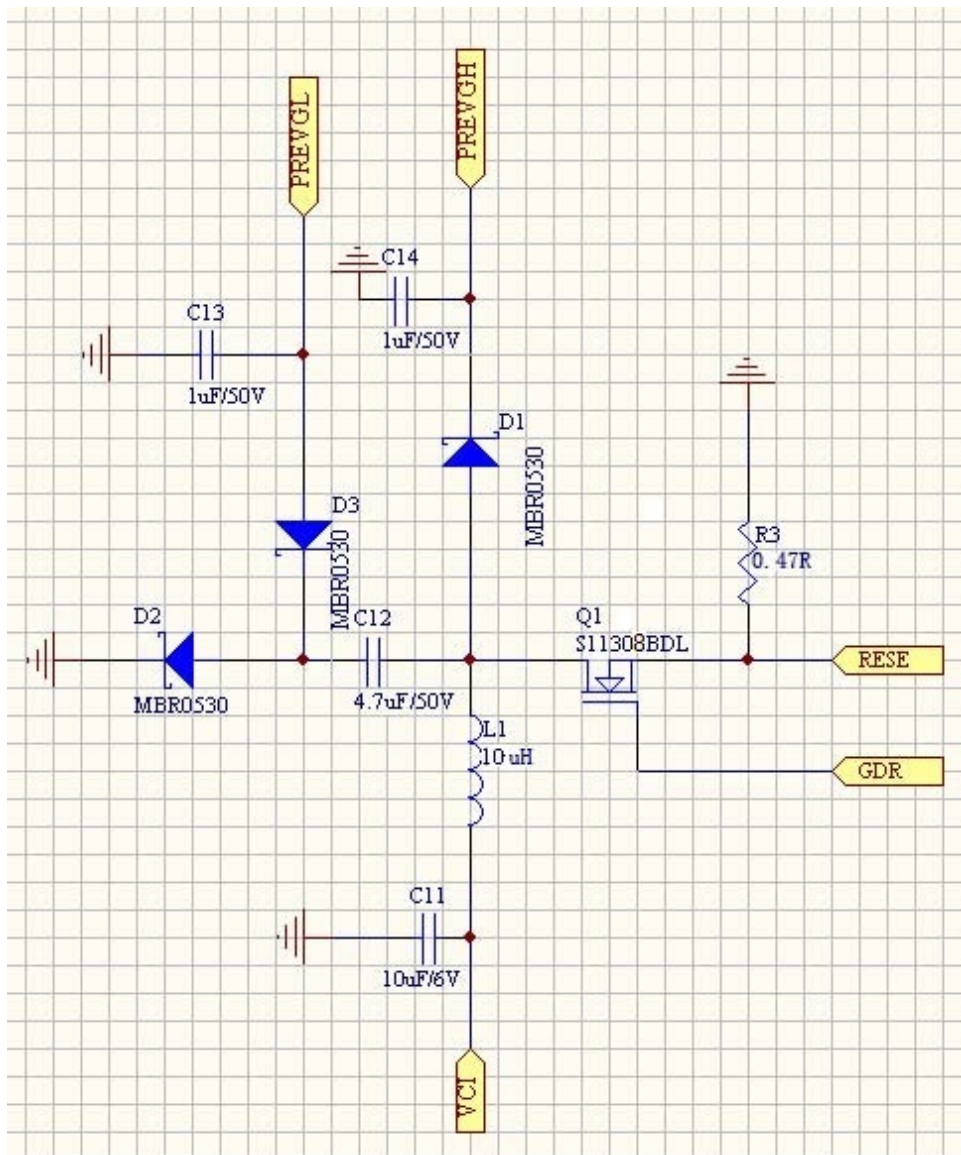 PREVGL
PREVGH
C14
1uF/50V
C13
1uF/50V
D1
MBR0530
D3
MBR0530
R3
0.47R
D2
MBR0530
C12
4.7uF/50V
Q1
S11308BDL
RESE
GDR
L1
10uH
C11
10uF/6V
VCI